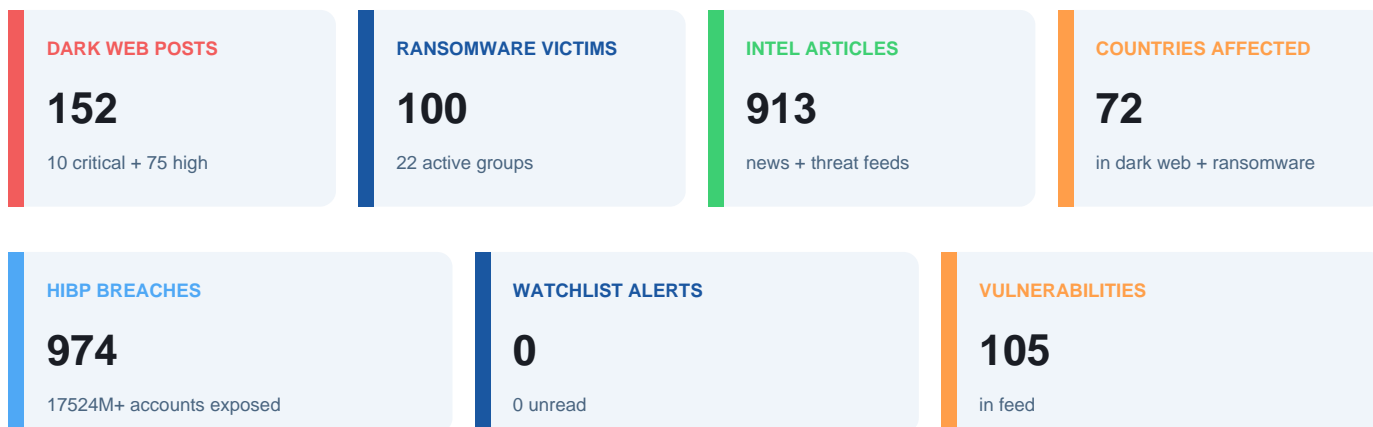 DARK WEB POSTS
152
10 critical + 75 high
RANSOMWARE VICTIMS
100
22 active groups
INTEL ARTICLES
913
news + threat feeds
COUNTRIES AFFECTED
72
in dark web + ransomware
HIBP BREACHES
974
17524M+ accounts exposed
WATCHLIST ALERTS
0
0 unread
VULNERABILITIES
105
in feed